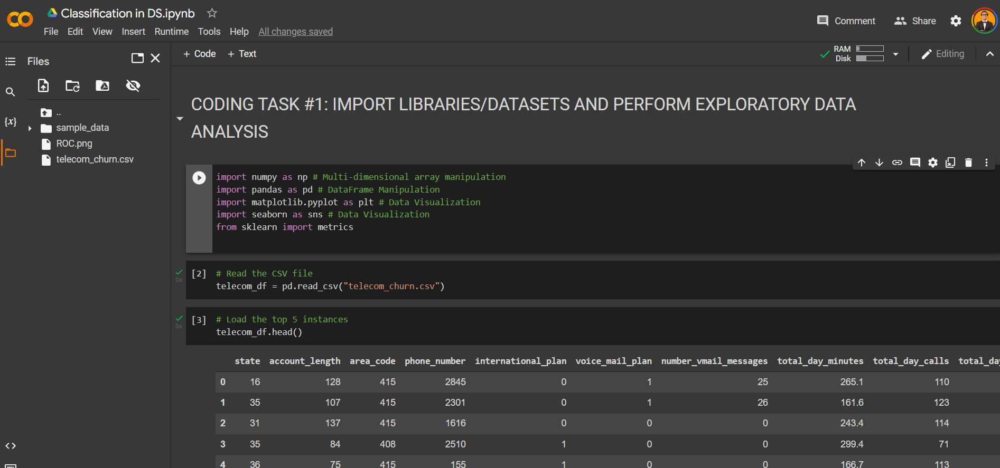 Classification in DS.ipynb
File Edit View Insert Runtime Tools Help All changes saved
Comment Share
Files
+ Code + Text
RAM
Disk
Editing
..
sample_data
ROC.png
telecom_churn.csv
{x}
CODING TASK #1: IMPORT LIBRARIES/DATASETS AND PERFORM EXPLORATORY DATA
ANALYSIS
import numpy as np # Multi-dimensional array manipulation
import pandas as pd # DataFrame Manipulation
import matplotlib.pyplot as plt # Data Visualization
import seaborn as sns # Data Visualization
from sklearn import metrics
[2] # Read the CSV file
0s
telecom_df = pd.read_csv("telecom_churn.csv")
[3] # Load the top 5 instances
0s
telecom_df.head()
state account_length area_code phone_number international_plan voice_mail_plan number_vmail_messages total_day_minutes total_day_calls total_da
0 16 128 415 2845 0 1 25 265.1 110
1 35 107 415 2301 0 1 26 161.6 123
2 31 137 415 1616 0 0 0 243.4 114
3 35 84 408 2510 1 0 0 299.4 71
4 36 75 415 155 1 0 0 166.7 113